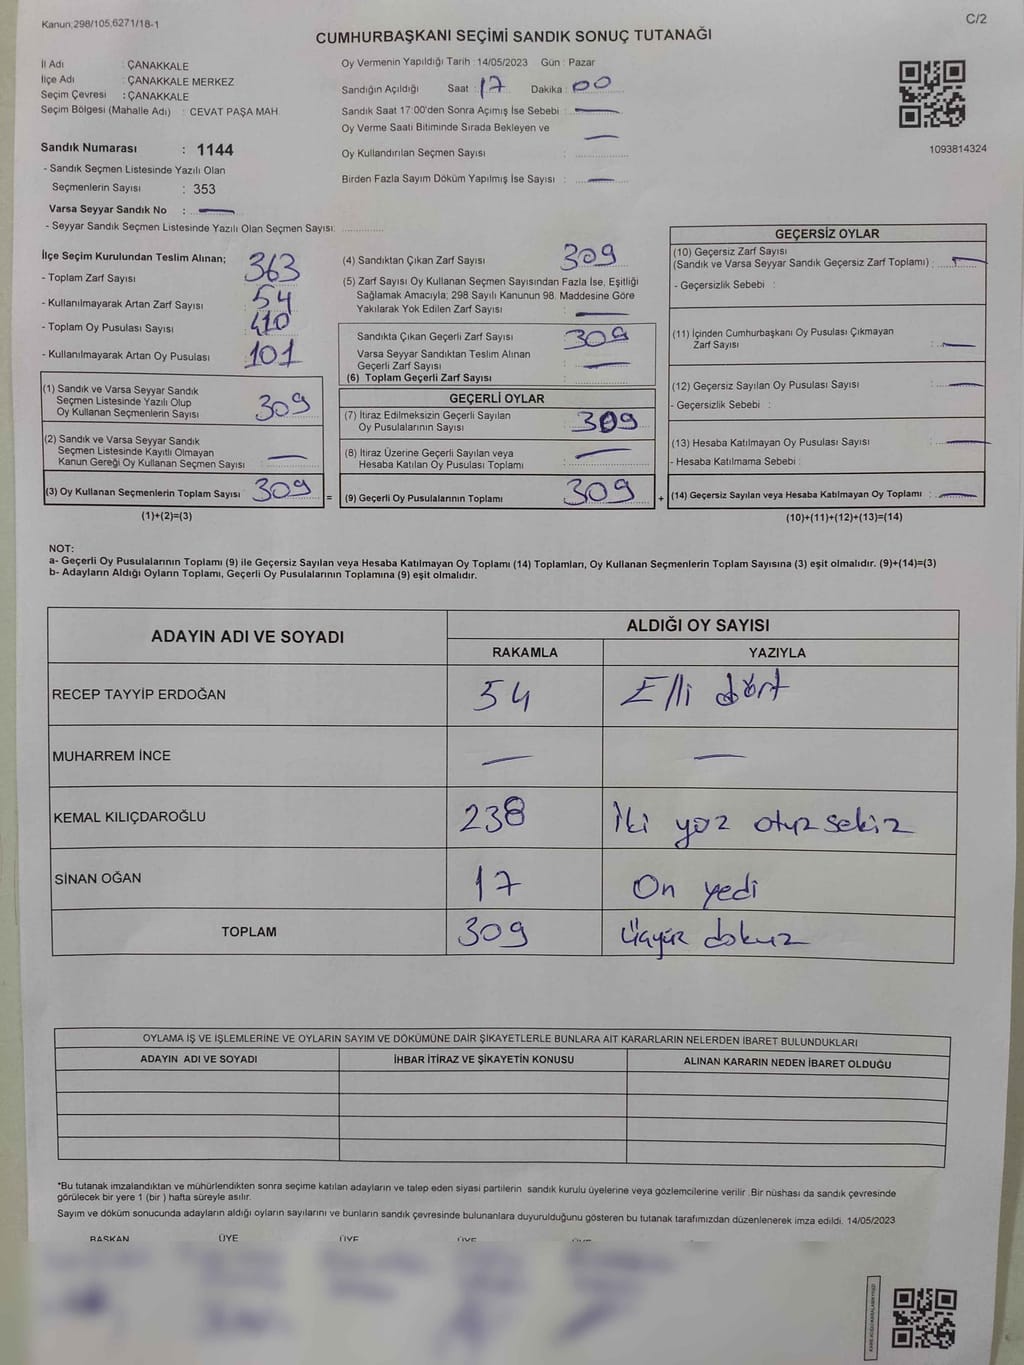 Kanun,298/105,6271/18-1
C/2
CUMHURBAŞKANI SEÇİMİ SANDIK SONUÇ TUTANAĞI
İl Adı : ÇANAKKALE
İlçe Adı : ÇANAKKALE MERKEZ
Seçim Çevresi : ÇANAKKALE
Seçim Bölgesi (Mahalle Adı) : CEVAT PAŞA MAH.
Sandık Numarası : 1144
- Sandık Seçmen Listesinde Yazılı Olan
Seçmenlerin Sayısı : 353
Varsa Seyyar Sandık No : —
- Seyyar Sandık Seçmen Listesinde Yazılı Olan Seçmen Sayısı: ..............
Oy Vermenin Yapıldığı Tarih : 14/05/2023 Gün : Pazar
Sandığın Açıldığı Saat : 17 Dakika : 00
Sandık Saat 17:00'den Sonra Açımış İse Sebebi : —
Oy Verme Saati Bitiminde Sırada Bekleyen ve
Oy Kullandırılan Seçmen Sayısı : —
Birden Fazla Sayım Döküm Yapılmış İse Sayısı : —
1093814324
İlçe Seçim Kurulundan Teslim Alınan;
- Toplam Zarf Sayısı : 363
- Kullanılmayarak Artan Zarf Sayısı : 54
- Toplam Oy Pusulası Sayısı : 410
- Kullanılmayarak Artan Oy Pusulası : 101
(1) Sandık ve Varsa Seyyar Sandık
Seçmen Listesinde Yazılı Olup
Oy Kullanan Seçmenlerin Sayısı : 309
(2) Sandık ve Varsa Seyyar Sandık
Seçmen Listesinde Kayıtlı Olmayan
Kanun Gereği Oy Kullanan Seçmen Sayısı : —
(3) Oy Kullanan Seçmenlerin Toplam Sayısı : 309 =
(1)+(2)=(3)
(4) Sandıktan Çıkan Zarf Sayısı : 309
(5) Zarf Sayısı Oy Kullanan Seçmen Sayısından Fazla İse, Eşitliği
Sağlamak Amacıyla; 298 Sayılı Kanunun 98. Maddesine Göre
Yakılarak Yok Edilen Zarf Sayısı : —
Sandıkta Çıkan Geçerli Zarf Sayısı : 309
Varsa Seyyar Sandıktan Teslim Alınan
Geçerli Zarf Sayısı : —
(6) Toplam Geçerli Zarf Sayısı :
GEÇERLİ OYLAR
(7) İtiraz Edilmeksizin Geçerli Sayılan
Oy Pusulalarının Sayısı : 309
(8) İtiraz Üzerine Geçerli Sayılan veya
Hesaba Katılan Oy Pusulası Toplamı : —
(9) Geçerli Oy Pusulalarının Toplamı : 309 +
GEÇERSİZ OYLAR
(10) Geçersiz Zarf Sayısı
(Sandık ve Varsa Seyyar Sandık Geçersiz Zarf Toplamı) : —
- Geçersizlik Sebebi :
(11) İçinden Cumhurbaşkanı Oy Pusulası Çıkmayan
Zarf Sayısı : —
(12) Geçersiz Sayılan Oy Pusulası Sayısı : —
- Geçersizlik Sebebi :
(13) Hesaba Katılmayan Oy Pusulası Sayısı : —
- Hesaba Katılmama Sebebi :
(14) Geçersiz Sayılan veya Hesaba Katılmayan Oy Toplamı : —
(10)+(11)+(12)+(13)=(14)
NOT:
a- Geçerli Oy Pusulalarının Toplamı (9) ile Geçersiz Sayılan veya Hesaba Katılmayan Oy Toplamı (14) Toplamları, Oy Kullanan Seçmenlerin Toplam Sayısına (3) eşit olmalıdır. (9)+(14)=(3)
b- Adayların Aldığı Oyların Toplamı, Geçerli Oy Pusulalarının Toplamına (9) eşit olmalıdır.
ADAYIN ADI VE SOYADI ALDIĞI OY SAYISI
RAKAMLA YAZIYLA
RECEP TAYYİP ERDOĞAN 54 Elli dört
MUHARREM İNCE — —
KEMAL KILIÇDAROĞLU 238 İki yüz otuz sekiz
SİNAN OĞAN 17 On yedi
TOPLAM 309 Üçyüz dokuz
OYLAMA İŞ VE İŞLEMLERİNE VE OYLARIN SAYIM VE DÖKÜMÜNE DAİR ŞİKAYETLERLE BUNLARA AİT KARARLARIN NELERDEN İBARET BULUNDUKLARI
ADAYIN ADI VE SOYADI İHBAR İTİRAZ VE ŞİKAYETİN KONUSU ALINAN KARARIN NEDEN İBARET OLDUĞU
*Bu tutanak imzalandıktan ve mühürlendikten sonra seçime katılan adayların ve talep eden siyasi partilerin sandık kurulu üyelerine veya gözlemcilerine verilir .Bir nüshası da sandık çevresinde
görülecek bir yere 1 (bir ) hafta süreyle asılır.
Sayım ve döküm sonucunda adayların aldığı oyların sayılarını ve bunların sandık çevresinde bulunanlara duyurulduğunu gösteren bu tutanak tarafımızdan düzenlenerek imza edildi. 14/05/2023
BAŞKAN ÜYE ÜYE ÜYE